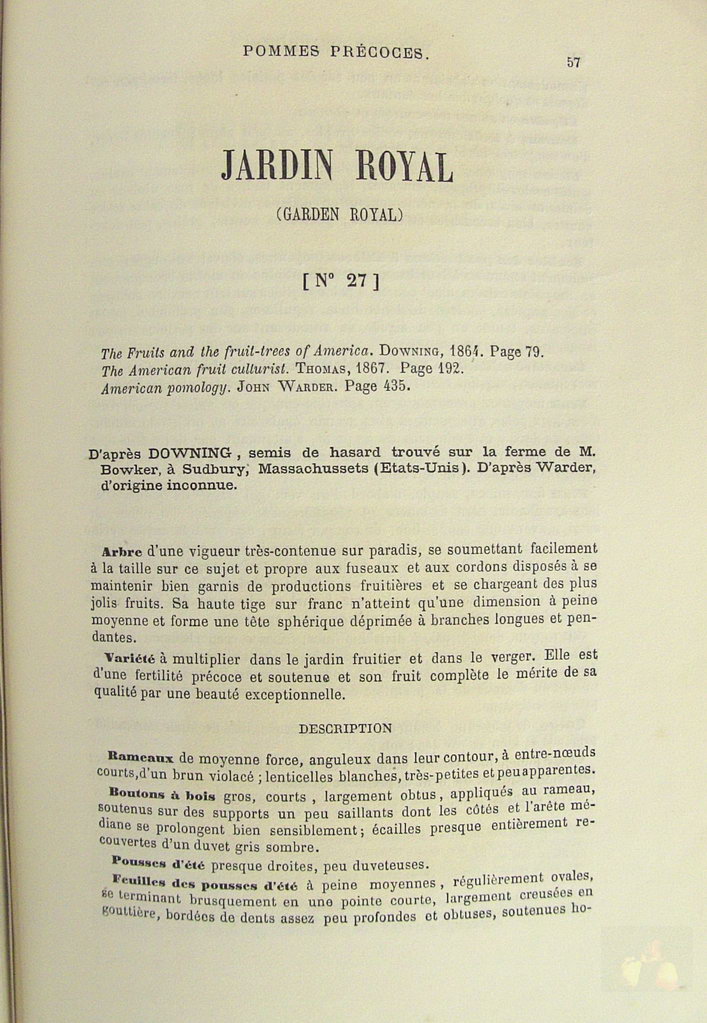 POMMES PRÉCOCES.
57
JARDIN ROYAL
(GARDEN ROYAL)
[ N° 27 ]
The Fruits and the fruit-trees of America. DOWNING, 1864. Page 79.
The American fruit culturist. THOMAS, 1867. Page 192.
American pomology. JOHN WARDER. Page 435.
D'après DOWNING, semis de hasard trouvé sur la ferme de M.
Bowker, à Sudbury, Massachussets (Etats-Unis). D'après Warder,
d'origine inconnue.
Arbre d'une vigueur très-contenue sur paradis, se soumettant facilement
à la taille sur ce sujet et propre aux fuseaux et aux cordons disposés à se
maintenir bien garnis de productions fruitières et se chargeant des plus
jolis fruits. Sa haute tige sur franc n'atteint qu'une dimension à peine
moyenne et forme une tête sphérique déprimée à branches longues et pen-
dantes.
Variété à multiplier dans le jardin fruitier et dans le verger. Elle est
d'une fertilité précoce et soutenue et son fruit complète le mérite de sa
qualité par une beauté exceptionnelle.
DESCRIPTION
Rameaux de moyenne force, anguleux dans leur contour, à entre-nœuds
courts, d'un brun violacé ; lenticelles blanches, très-petites et peu apparentes.
Boutons à bois gros, courts , largement obtus, appliqués au rameau,
soutenus sur des supports un peu saillants dont les côtés et l'arête mé-
diane se prolongent bien sensiblement ; écailles presque entièrement re-
couvertes d'un duvet gris sombre.
Pousses d'été presque droites, peu duveteuses.
Feuilles des pousses d'été à peine moyennes , régulièrement ovales,
se terminant brusquement en une pointe courte, largement creusées en
gouttière, bordées de dents assez peu profondes et obtuses, soutenues ho-